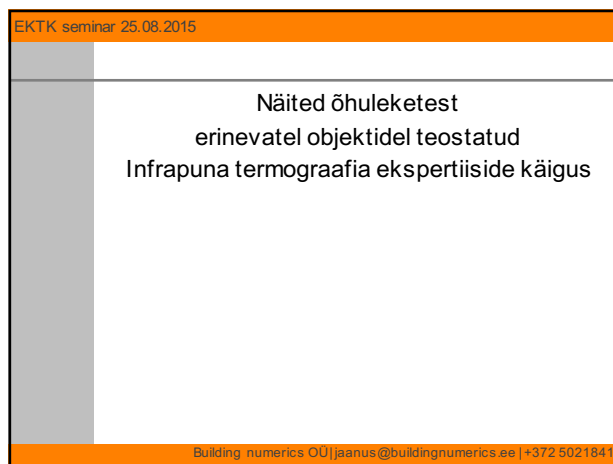 EKTK seminar 25.08.2015
Näited õhuleketest
erinevatel objektidel teostatud
Infrapuna termograafia ekspertiiside käigus
Building numerics OÜ|jaanus@buildingnumerics.ee|+372 5021841